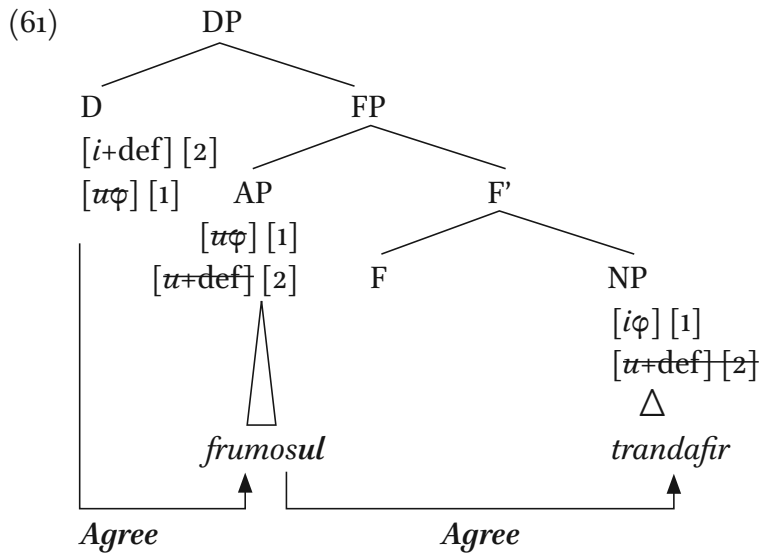 (61) DP
D FP
[i+def] [2]
[uφ] [1] AP F’
[uφ] [1]
[u+def] [2] F NP
[iφ] [1]
[u+def] [2]
frumosul trandafir
Agree Agree